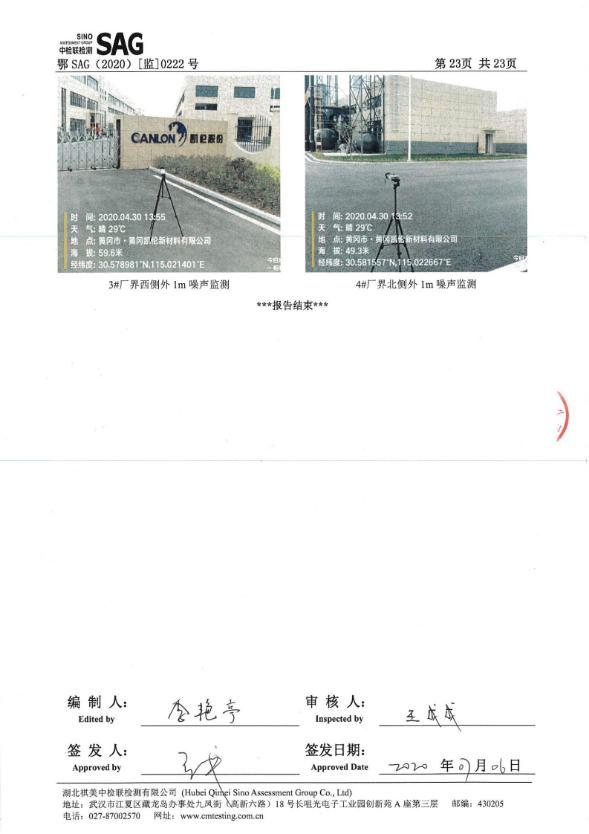 SINO
ASSESSMENT GROUP
中检联检测 SAG
鄂 SAG（2020）[监]0222 号 第 23页 共 23页
CANLON 凯伦股份
时 间: 2020.04.30 13:55
天 气: 晴 29℃
地 点: 黄冈市·黄冈凯伦新材料有限公司
海 拔: 59.6米
经纬度: 30.578981°N,115.021401°E
时 间: 2020.04.30 13:52
天 气: 晴 29℃
地 点: 黄冈市·黄冈凯伦新材料有限公司
海 拔: 49.3米
经纬度: 30.581557°N,115.022667°E
3#厂界西侧外 1m 噪声监测 4#厂界北侧外 1m 噪声监测
***报告结束***
编 制 人: 李艳亭 审 核 人: 王成成
Edited by Inspected by
签 发 人: 签发日期: 2020 年 07 月 06 日
Approved by Approved Date
湖北祺美中检联检测有限公司 (Hubei Qimei Sino Assessment Group Co., Ltd)
地址: 武汉市江夏区藏龙岛办事处九凤街（高新六路）18 号长咀光电子工业园创新苑 A 座第三层 邮编: 430205
电话: 027-87002570 网址: www.cmtesting.com.cn